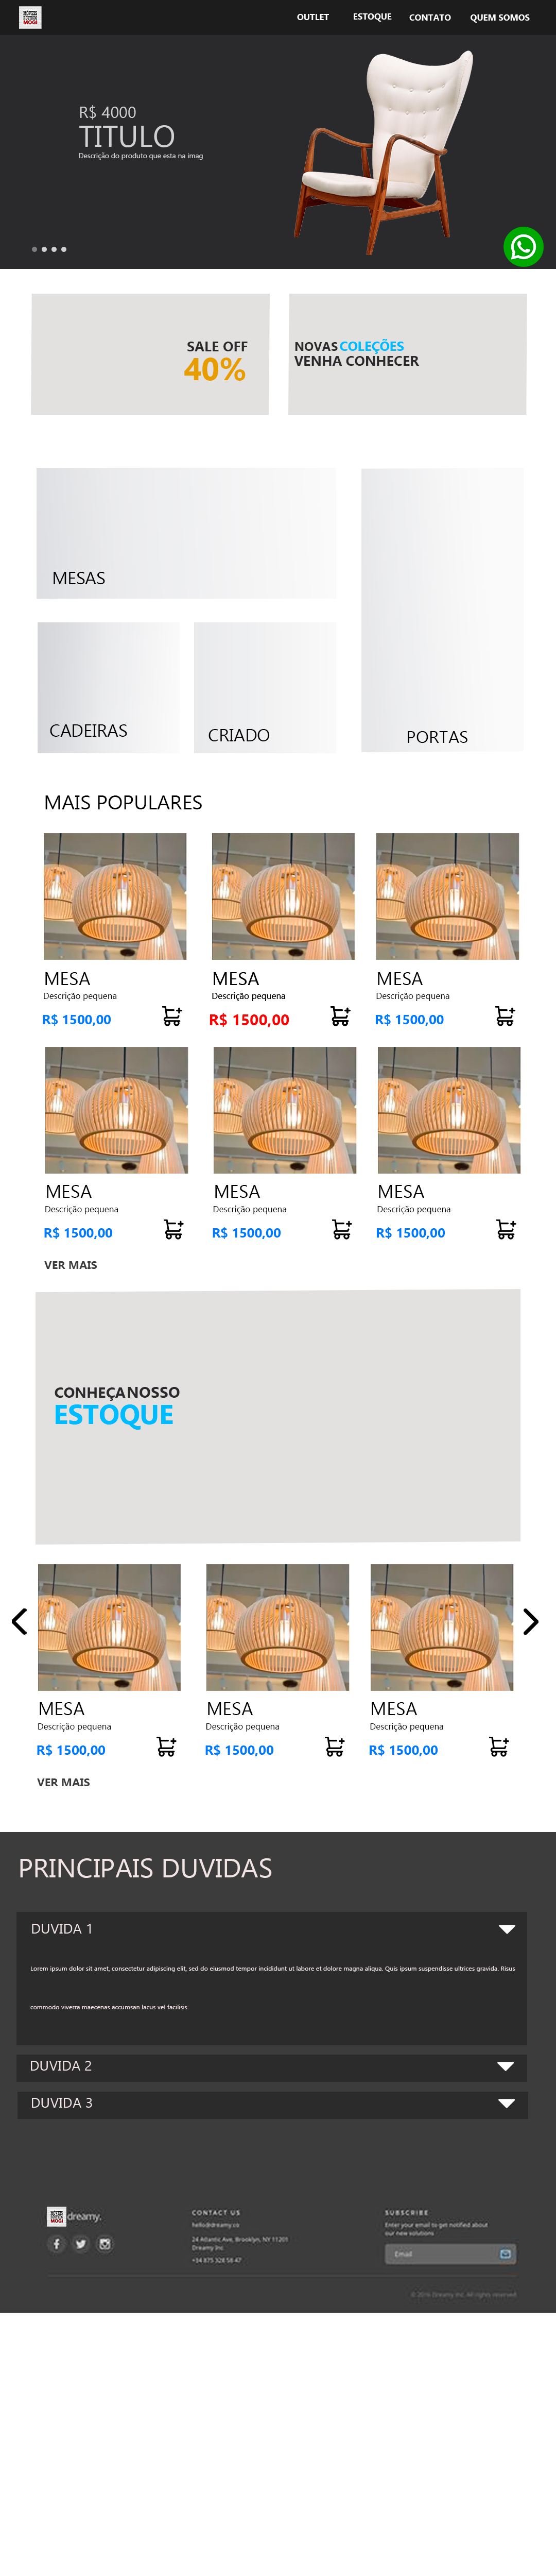 MOGI
OUTLET ESTOQUE CONTATO QUEM SOMOS
R$ 4000
TITULO
Descrição do produto que esta na imag
SALE OFF
40%
NOVAS COLEÇÕES
VENHA CONHECER
MESAS
CADEIRAS
CRIADO
PORTAS
MAIS POPULARES
MESA MESA MESA
Descrição pequena Descrição pequena Descrição pequena
R$ 1500,00 R$ 1500,00 R$ 1500,00
MESA MESA MESA
Descrição pequena Descrição pequena Descrição pequena
R$ 1500,00 R$ 1500,00 R$ 1500,00
VER MAIS
CONHEÇA NOSSO
ESTOQUE
MESA MESA MESA
Descrição pequena Descrição pequena Descrição pequena
R$ 1500,00 R$ 1500,00 R$ 1500,00
VER MAIS
PRINCIPAIS DUVIDAS
DUVIDA 1
Lorem ipsum dolor sit amet, consectetur adipiscing elit, sed do eiusmod tempor incididunt ut labore et dolore magna aliqua. Quis ipsum suspendisse ultrices gravida. Risus
commodo viverra maecenas accumsan lacus vel facilisis.
DUVIDA 2
DUVIDA 3
MOGI dreamy.
CONTACT US
hello@dreamy.co
24 Atlantic Ave, Brooklyn, NY 11201
Dreamy Inc
+34 875 328 58 47
SUBSCRIBE
Enter your email to get notified about
our new solutions
Email
© 2016 Dreamy Inc. All rights reserved